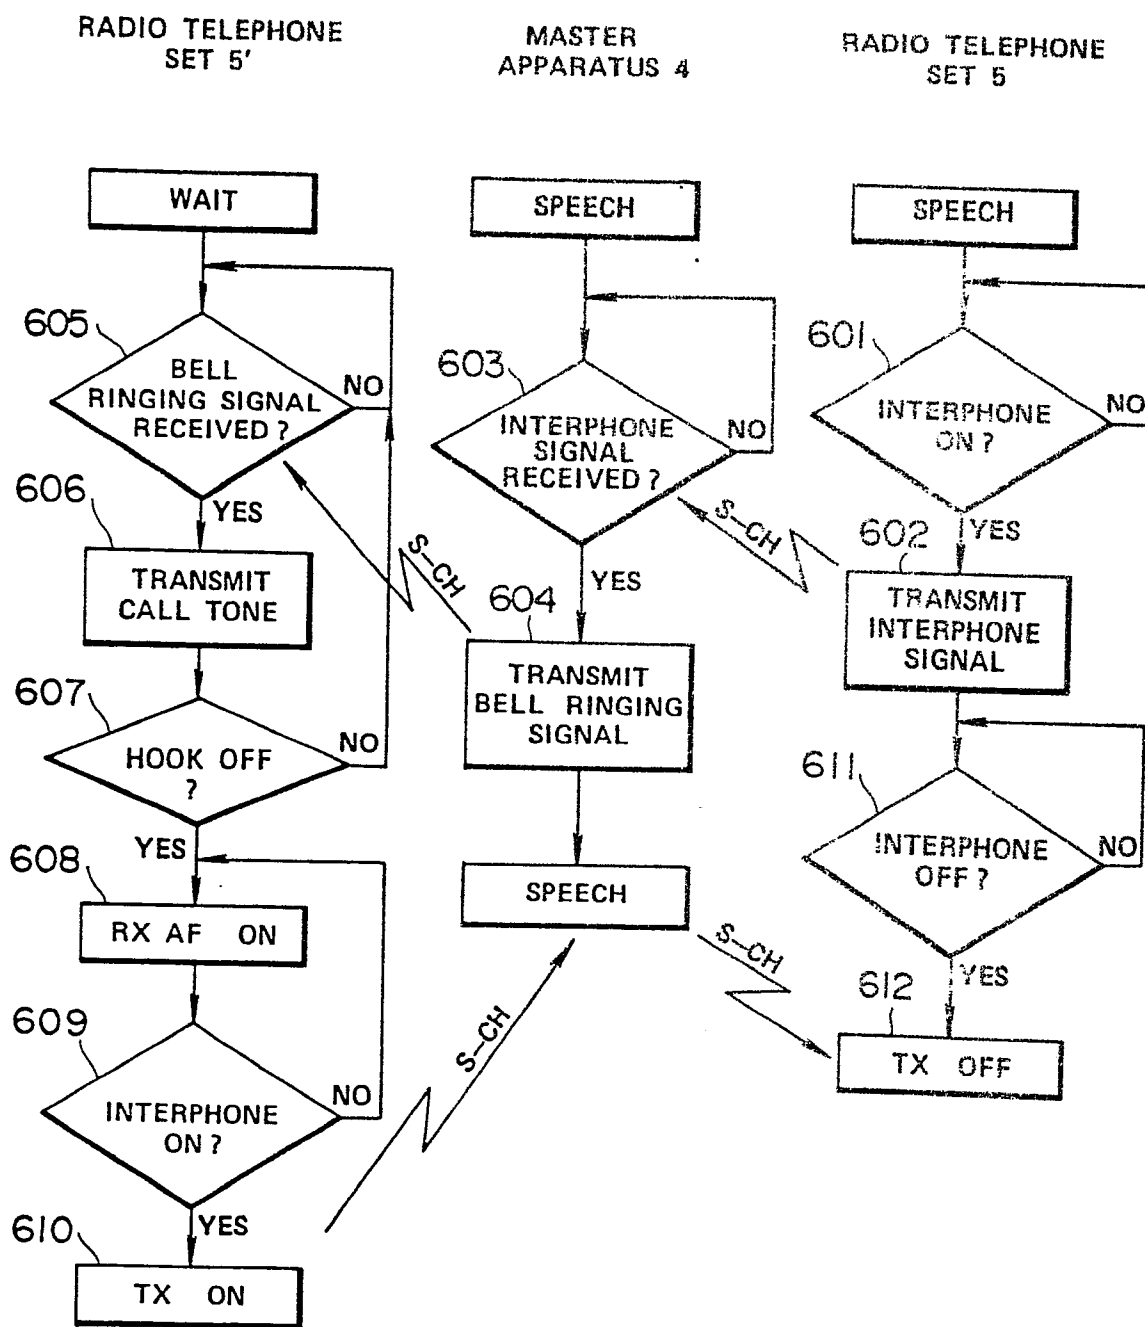 RADIO TELEPHONE
SET 5′
MASTER
APPARATUS 4
RADIO TELEPHONE
SET 5
WAIT
605
BELL
RINGING SIGNAL
RECEIVED ?
NO
YES
606
TRANSMIT
CALL TONE
607
HOOK OFF
?
NO
YES
608
RX AF ON
609
INTERPHONE
ON ?
NO
YES
610
TX ON
SPEECH
603
INTERPHONE
SIGNAL
RECEIVED ?
NO
YES
S-CH
604
TRANSMIT
BELL RINGING
SIGNAL
SPEECH
S-CH
SPEECH
601
INTERPHONE
ON ?
NO
YES
S-CH
602
TRANSMIT
INTERPHONE
SIGNAL
611
INTERPHONE
OFF ?
NO
YES
S-CH
612
TX OFF